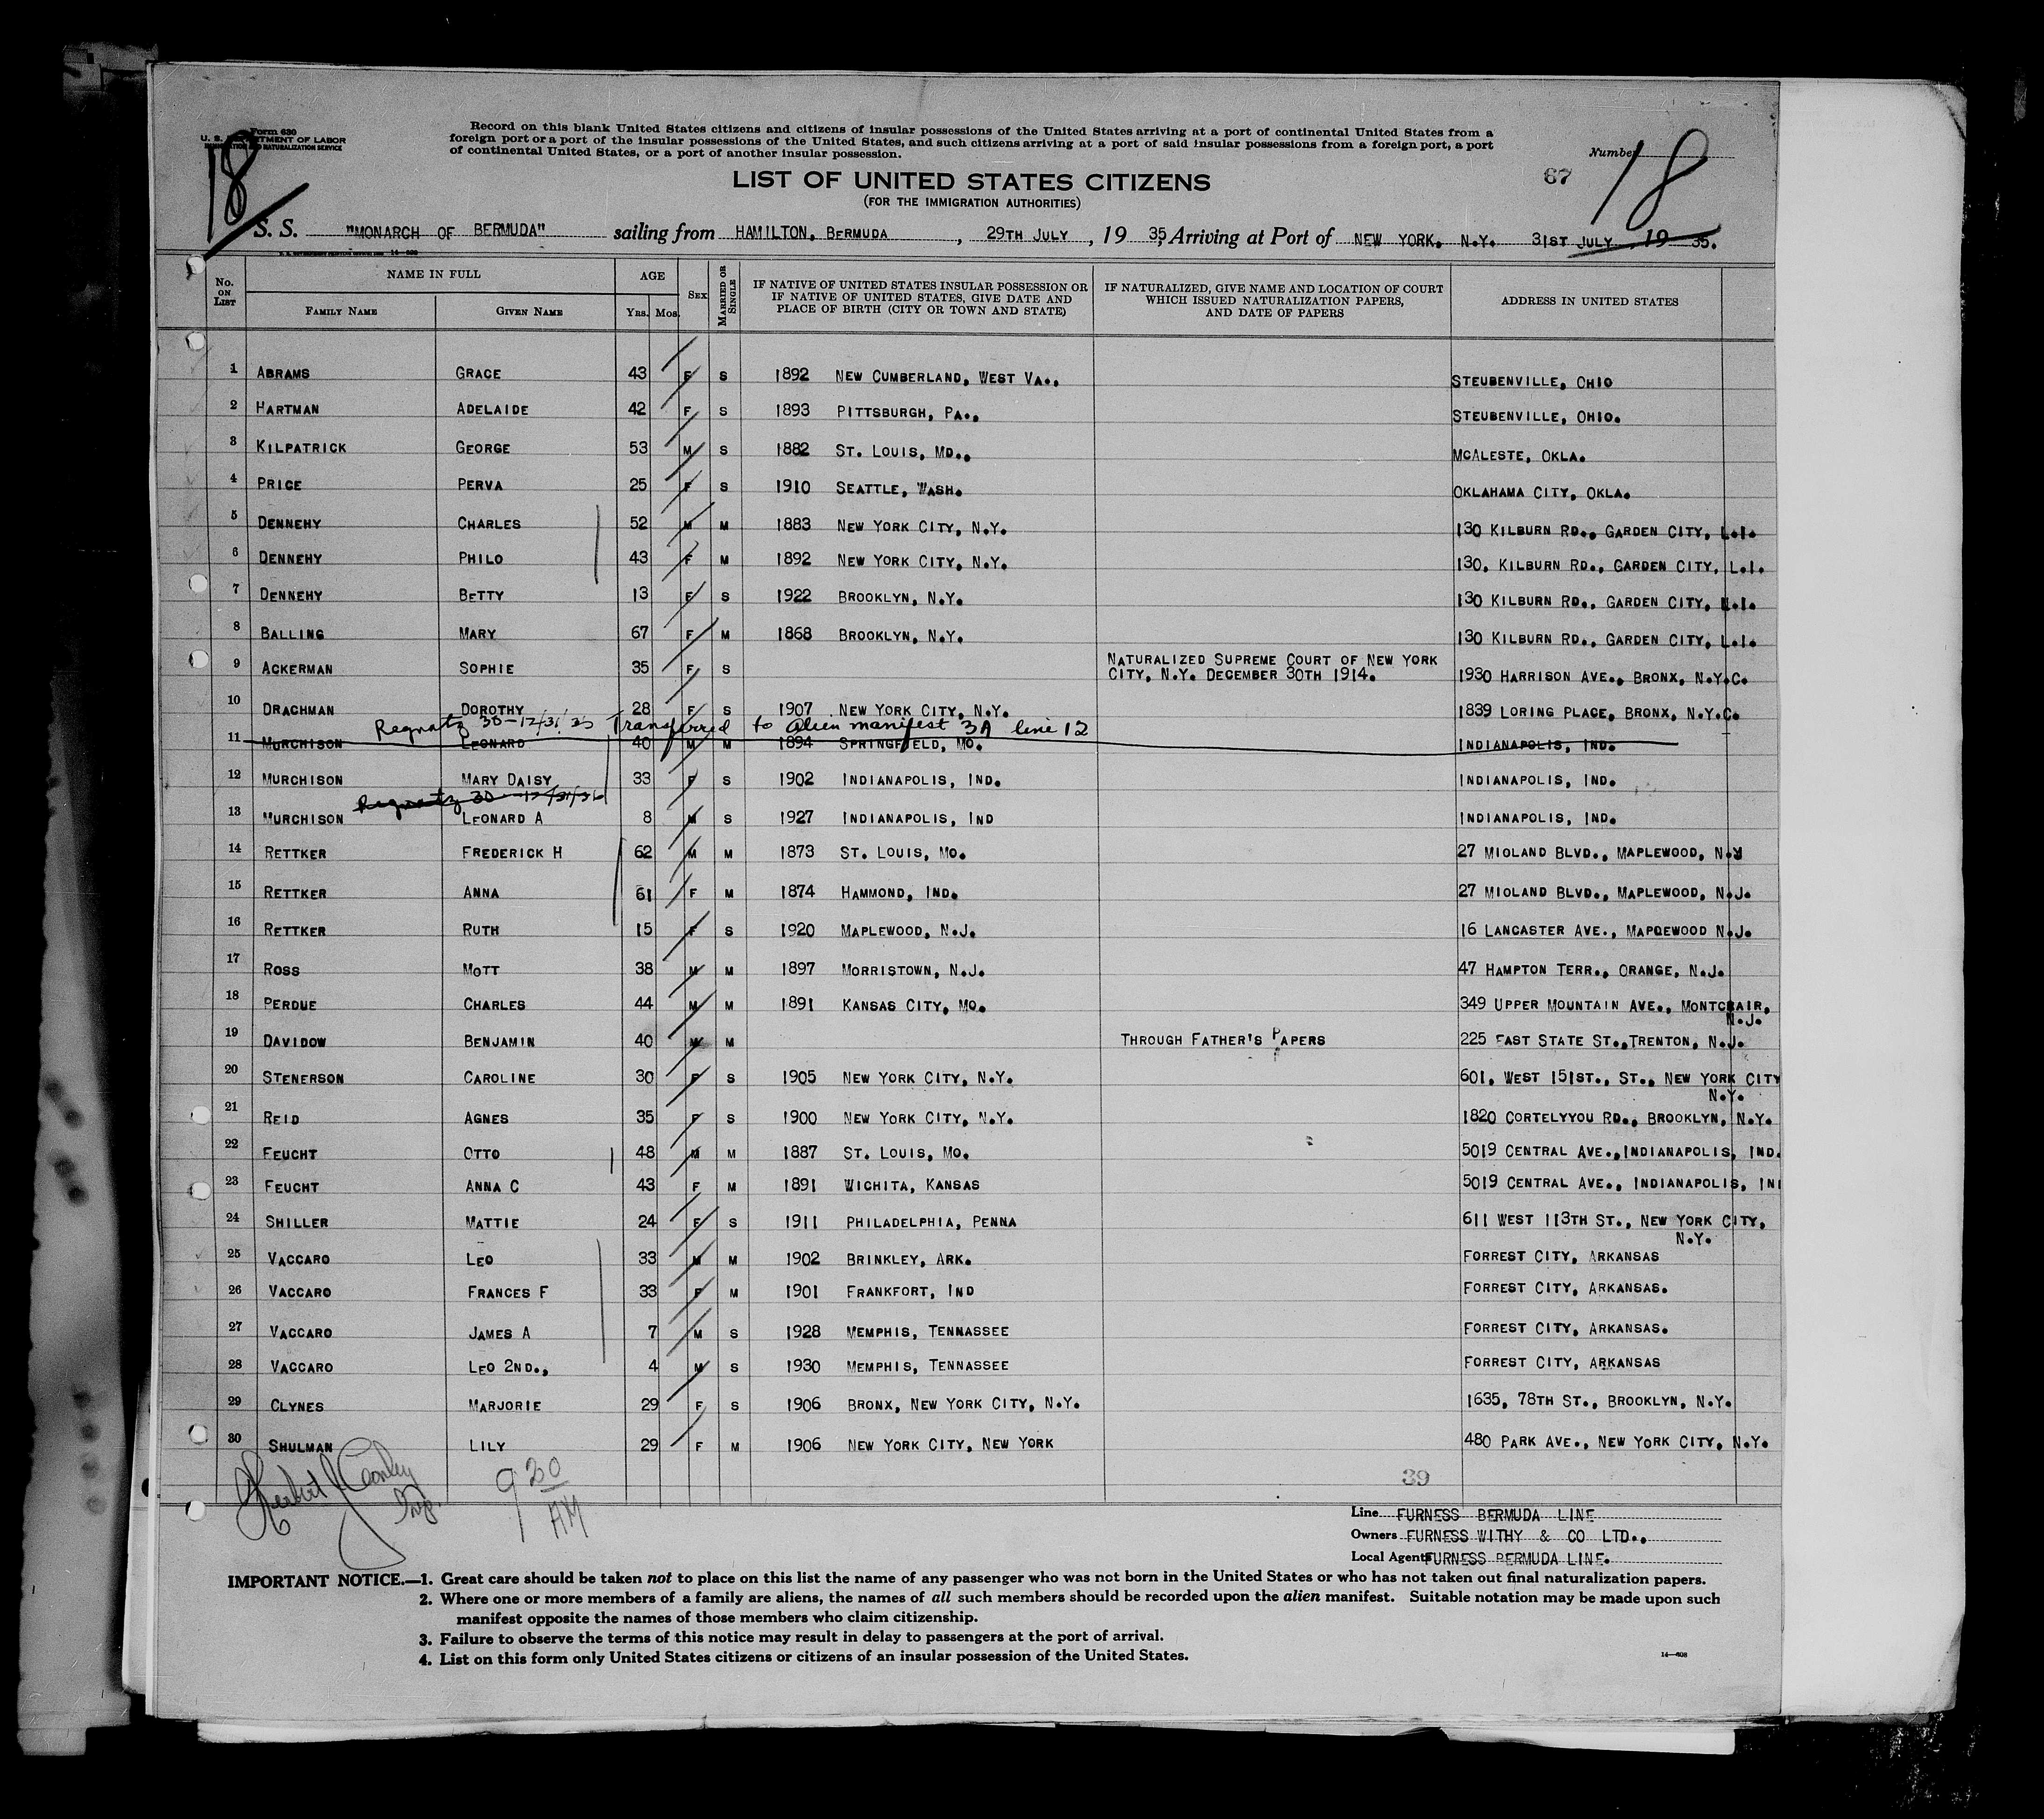 Form 630
U. S. DEPARTMENT OF LABOR
IMMIGRATION AND NATURALIZATION SERVICE
18
Record on this blank United States citizens and citizens of insular possessions of the United States arriving at a port of continental United States from a
foreign port or a port of the insular possessions of the United States, and such citizens arriving at a port of said insular possessions from a foreign port, a port
of continental United States, or a port of another insular possession.
Number 18
67
LIST OF UNITED STATES CITIZENS
(FOR THE IMMIGRATION AUTHORITIES)
S. S. "MONARCH OF BERMUDA" sailing from HAMILTON, BERMUDA, 29TH JULY, 19 35, Arriving at Port of NEW YORK. N.Y. 31ST JULY, 19 35.
No. ON LIST NAME IN FULL FAMILY NAME GIVEN NAME AGE YRS. MOS. SEX MARRIED OR SINGLE IF NATIVE OF UNITED STATES INSULAR POSSESSION OR IF NATIVE OF UNITED STATES, GIVE DATE AND PLACE OF BIRTH (CITY OR TOWN AND STATE) IF NATURALIZED, GIVE NAME AND LOCATION OF COURT WHICH ISSUED NATURALIZATION PAPERS, AND DATE OF PAPERS ADDRESS IN UNITED STATES
1 ABRAMS GRACE 43 F S 1892 NEW CUMBERLAND, WEST VA., STEUBENVILLE, OHIO
2 HARTMAN ADELAIDE 42 F S 1893 PITTSBURGH, PA., STEUBENVILLE, OHIO.
3 KILPATRICK GEORGE 53 M S 1882 ST. LOUIS, MD., MCALESTE, OKLA.
4 PRICE PERVA 25 F S 1910 SEATTLE, WASH. OKLAHAMA CITY, OKLA.
5 DENNEHY CHARLES 52 M M 1883 NEW YORK CITY, N.Y. 130 KILBURN RD., GARDEN CITY, L.I.
6 DENNEHY PHILO 43 F M 1892 NEW YORK CITY, N.Y. 130, KILBURN RD., GARDEN CITY, L.I.
7 DENNEHY BETTY 13 F S 1922 BROOKLYN, N.Y. 130 KILBURN RD., GARDEN CITY, L.I.
8 BALLING MARY 67 F M 1868 BROOKLYN, N.Y. 130 KILBURN RD., GARDEN CITY, L.I.
9 ACKERMAN SOPHIE 35 F S NATURALIZED SUPREME COURT OF NEW YORK CITY, N.Y. DECEMBER 30TH 1914. 1930 HARRISON AVE., BRONX, N.Y.C.
10 DRACHMAN DOROTHY 28 F S 1907 NEW YORK CITY, N.Y. 1839 LORING PLACE, BRONX, N.Y.C.
Transferred to alien manifest 3A line 12
11 MURCHISON LEONARD 40 M M 1894 SPRINGFIELD, MO. INDIANAPOLIS, IND.
12 MURCHISON MARY DAISY 33 F S 1902 INDIANAPOLIS, IND. INDIANAPOLIS, IND.
13 MURCHISON LEONARD A 8 M S 1927 INDIANAPOLIS, IND INDIANAPOLIS, IND.
14 RETTKER FREDERICK H 62 M M 1873 ST. LOUIS, MO. 27 MIOLAND BLVD., MAPLEWOOD, N.J
15 RETTKER ANNA 61 F M 1874 HAMMOND, IND. 27 MIOLAND BLVD., MAPLEWOOD, N.J.
16 RETTKER RUTH 15 F S 1920 MAPLEWOOD, N.J. 16 LANCASTER AVE., MAPOEWOOD N.J.
17 ROSS MOTT 38 M M 1897 MORRISTOWN, N.J. 47 HAMPTON TERR., ORANGE, N.J.
18 PERDUE CHARLES 44 M M 1891 KANSAS CITY, MO. 349 UPPER MOUNTAIN AVE., MONTCRAIR, N.J.
19 DAVIDOW BENJAMIN 40 M M THROUGH FATHER'S PAPERS 225 EAST STATE ST., TRENTON, N.J.
20 STENERSON CAROLINE 30 F S 1905 NEW YORK CITY, N.Y. 601, WEST 151ST., ST., NEW YORK CITY N.Y.
21 REID AGNES 35 F S 1900 NEW YORK CITY, N.Y. 1820 CORTELYYOU RD., BROOKLYN, N.Y.
22 FEUCHT OTTO 48 M M 1887 ST. LOUIS, MO. 5019 CENTRAL AVE., INDIANAPOLIS, IND.
23 FEUCHT ANNA C 43 F M 1891 WICHITA, KANSAS 5019 CENTRAL AVE., INDIANAPOLIS, IN
24 SHILLER MATTIE 24 F S 1911 PHILADELPHIA, PENNA 611 WEST 113TH ST., NEW YORK CITY, N.Y.
25 VACCARO LEO 33 M M 1902 BRINKLEY, ARK. FORREST CITY, ARKANSAS
26 VACCARO FRANCES F 33 F M 1901 FRANKFORT, IND FORREST CITY, ARKANSAS.
27 VACCARO JAMES A 7 M S 1928 MEMPHIS, TENNASSEE FORREST CITY, ARKANSAS.
28 VACCARO LEO 2ND., 4 M S 1930 MEMPHIS, TENNASSEE FORREST CITY, ARKANSAS
29 CLYNES MARJORIE 29 F S 1906 BRONX, NEW YORK CITY, N.Y. 1635, 78TH ST., BROOKLYN, N.Y.
30 SHULMAN LILY 29 F M 1906 NEW YORK CITY, NEW YORK 480 PARK AVE., NEW YORK CITY, N.Y.
9 30 AM
39
Line FURNESS BERMUDA LINE
Owners FURNESS WITHY & CO LTD.,
Local Agents FURNESS BERMUDA LINE.
IMPORTANT NOTICE.—1. Great care should be taken not to place on this list the name of any passenger who was not born in the United States or who has not taken out final naturalization papers.
2. Where one or more members of a family are aliens, the names of all such members should be recorded upon the alien manifest. Suitable notation may be made upon such
manifest opposite the names of those members who claim citizenship.
3. Failure to observe the terms of this notice may result in delay to passengers at the port of arrival.
4. List on this form only United States citizens or citizens of an insular possession of the United States.